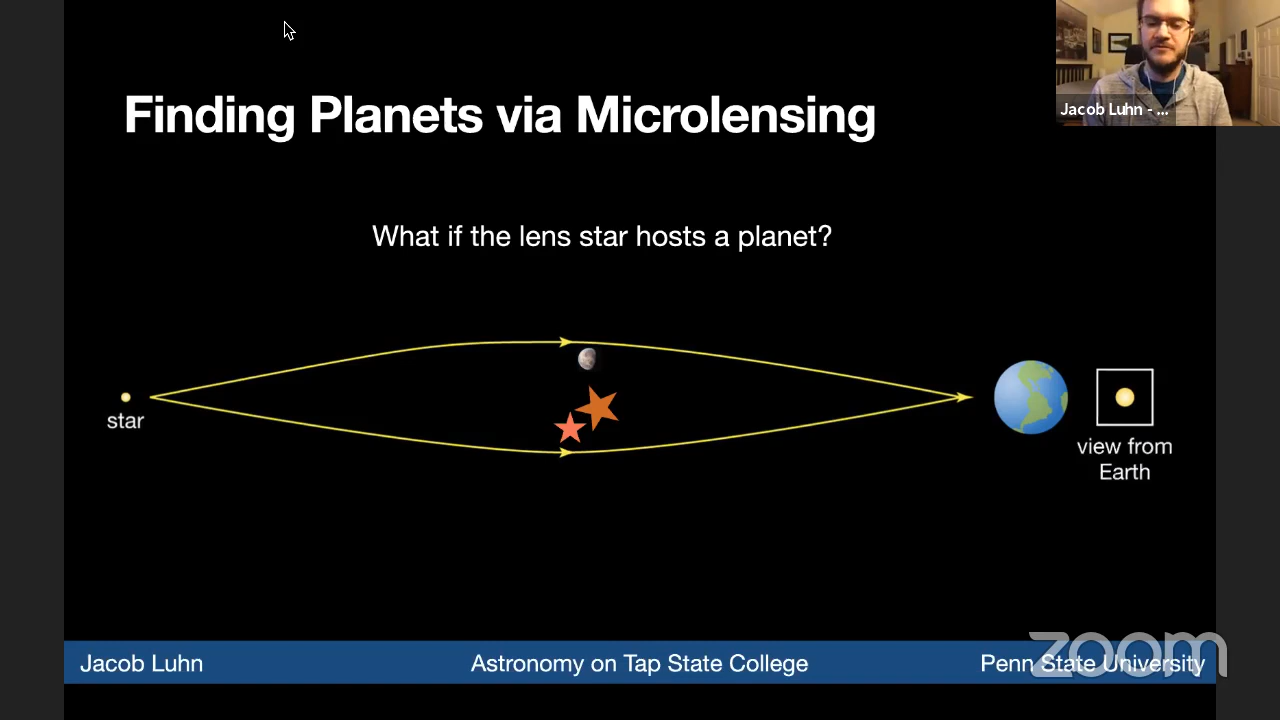 Finding Planets via Microlensing
Jacob Luhn - ...
What if the lens star hosts a planet?
star
view from
Earth
Jacob Luhn
Astronomy on Tap State College
Penn State University
zoom